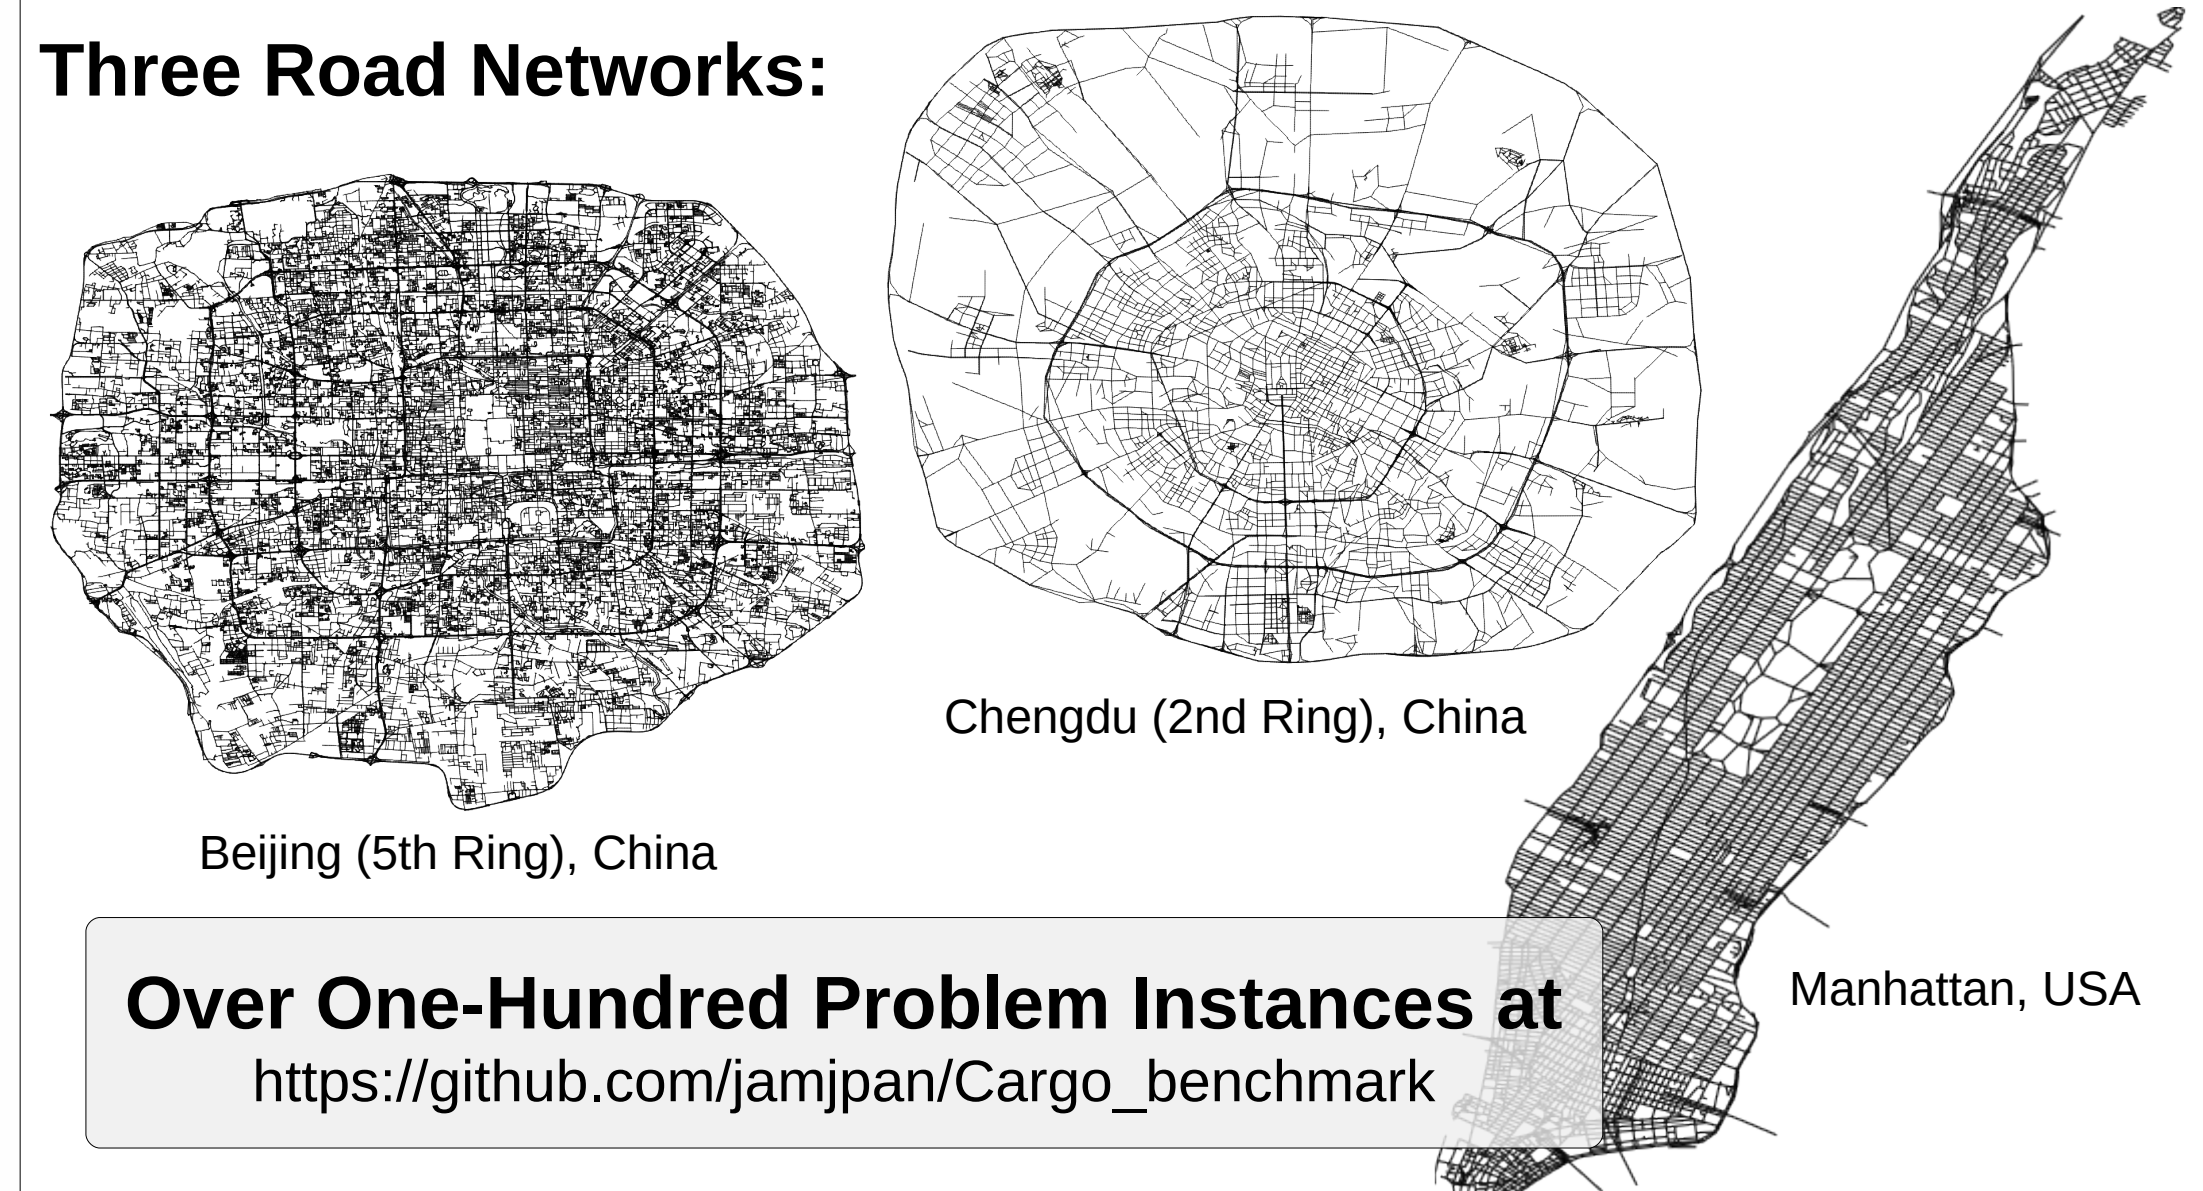 Three Road Networks:
Beijing (5th Ring), China
Chengdu (2nd Ring), China
Manhattan, USA
Over One-Hundred Problem Instances at
https://github.com/jamjpan/Cargo_benchmark